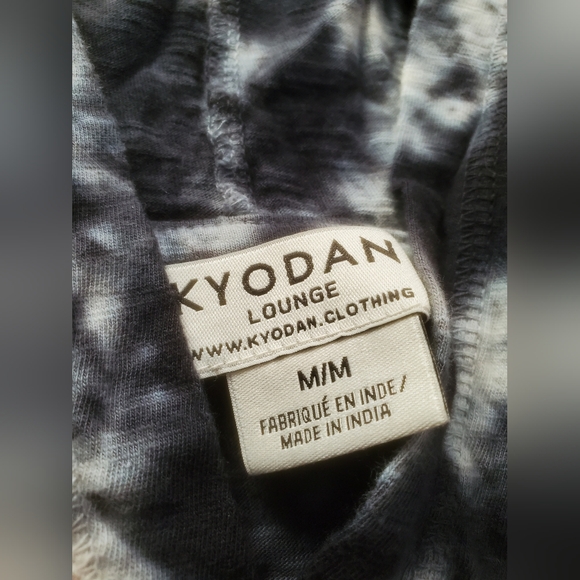 KYODAN
LOUNGE
WWW.KYODAN.CLOTHING
M/M
FABRIQUÉ EN INDE/
MADE IN INDIA